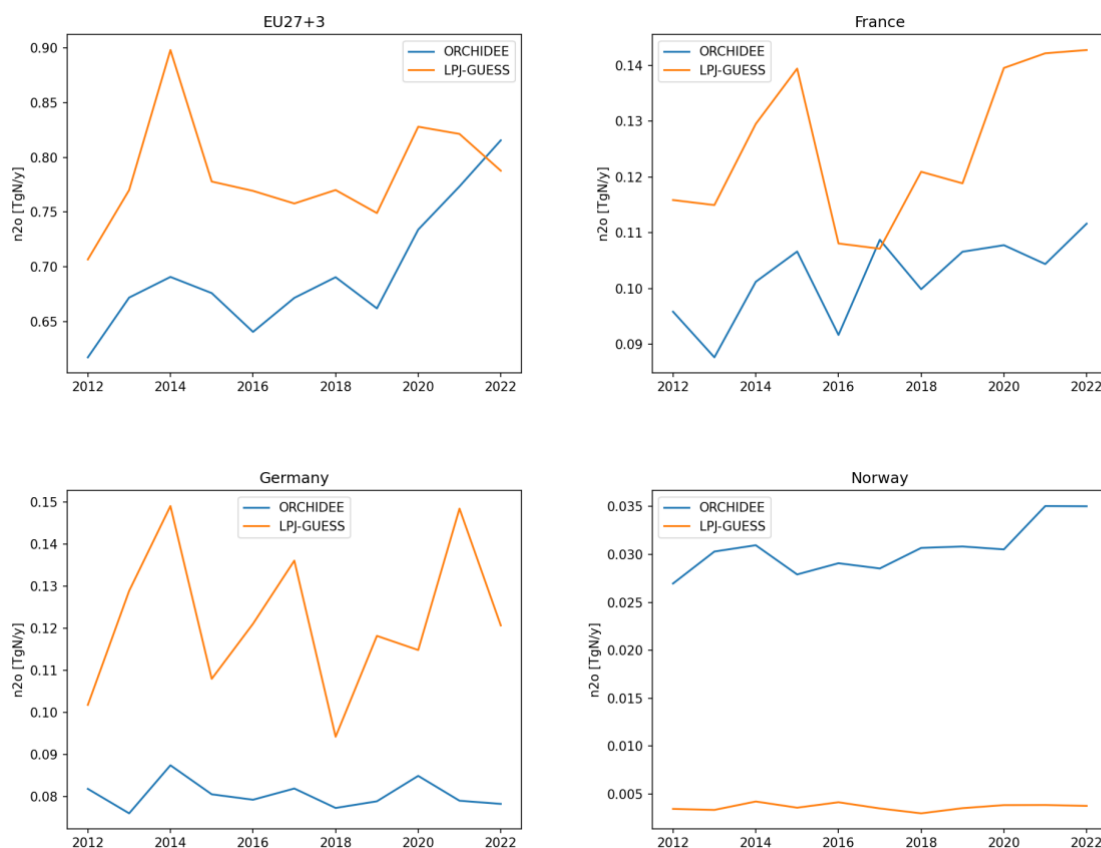 EU27+3
ORCHIDEE
LPJ-GUESS
n2o [TgN/y]
0.90
0.85
0.80
0.75
0.70
0.65
2012 2014 2016 2018 2020 2022
France
ORCHIDEE
LPJ-GUESS
n2o [TgN/y]
0.14
0.13
0.12
0.11
0.10
0.09
2012 2014 2016 2018 2020 2022
Germany
ORCHIDEE
LPJ-GUESS
n2o [TgN/y]
0.15
0.14
0.13
0.12
0.11
0.10
0.09
0.08
2012 2014 2016 2018 2020 2022
Norway
ORCHIDEE
LPJ-GUESS
n2o [TgN/y]
0.035
0.030
0.025
0.020
0.015
0.010
0.005
2012 2014 2016 2018 2020 2022